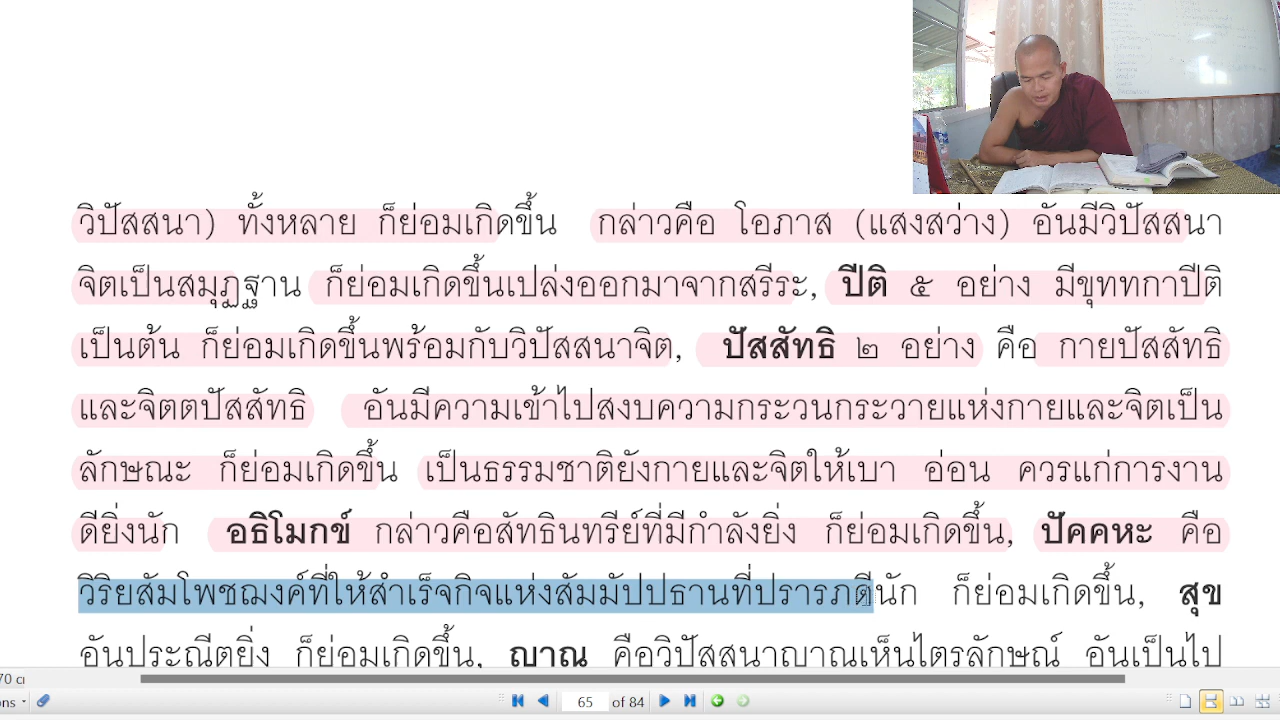 วิปัสสนา) ทั้งหลาย ก็ย่อมเกิดขึ้น กล่าวคือ โอภาส (แสงสว่าง) อันมีวิปัสสนา
จิตเป็นสมุฏฐาน ก็ย่อมเกิดขึ้นเปล่งออกมาจากสรีระ, ปีติ ๕ อย่าง มีขุททกาปีติ
เป็นต้น ก็ย่อมเกิดขึ้นพร้อมกับวิปัสสนาจิต, ปัสสัทธิ ๒ อย่าง คือ กายปัสสัทธิ
และจิตตปัสสัทธิ อันมีความเข้าไปสงบความกระวนกระวายแห่งกายและจิตเป็น
ลักษณะ ก็ย่อมเกิดขึ้น เป็นธรรมชาติยังกายและจิตให้เบา อ่อน ควรแก่การงาน
ดียิ่งนัก อธิโมกข์ กล่าวคือสัทธินทรีย์ที่มีกำลังยิ่ง ก็ย่อมเกิดขึ้น, ปัคคหะ คือ
วิริยสัมโพชฌงค์ที่ให้สำเร็จกิจแห่งสัมมัปปธานที่ปรารภดีนัก ก็ย่อมเกิดขึ้น, สุข
อันประณีตยิ่ง ก็ย่อมเกิดขึ้น, ญาณ คือวิปัสสนาญาณเห็นไตรลักษณ์ อันเป็นไป
65 of 84